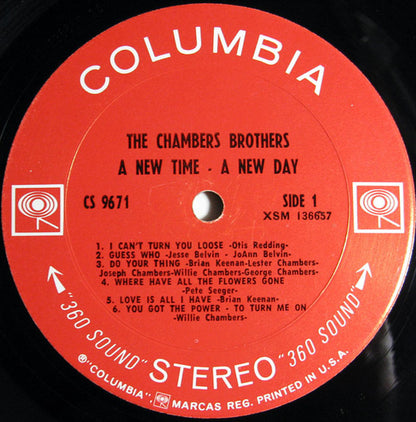 COLUMBIA
THE CHAMBERS BROTHERS
A NEW TIME - A NEW DAY
CS 9671
SIDE 1
XSM 136657
1. I CAN'T TURN YOU LOOSE -Otis Redding-
2. GUESS WHO -Jesse Belvin - JoAnn Belvin-
3. DO YOUR THING -Brian Keenan-Lester Chambers-
Joseph Chambers-Willie Chambers-George Chambers-
4. WHERE HAVE ALL THE FLOWERS GONE
-Pete Seeger-
5. LOVE IS ALL I HAVE -Brian Keenan-
6. YOU GOT THE POWER - TO TURN ME ON
-Willie Chambers-
"360 SOUND" STEREO "360 SOUND"
℗"COLUMBIA", MARCAS REG. PRINTED IN U.S.A.